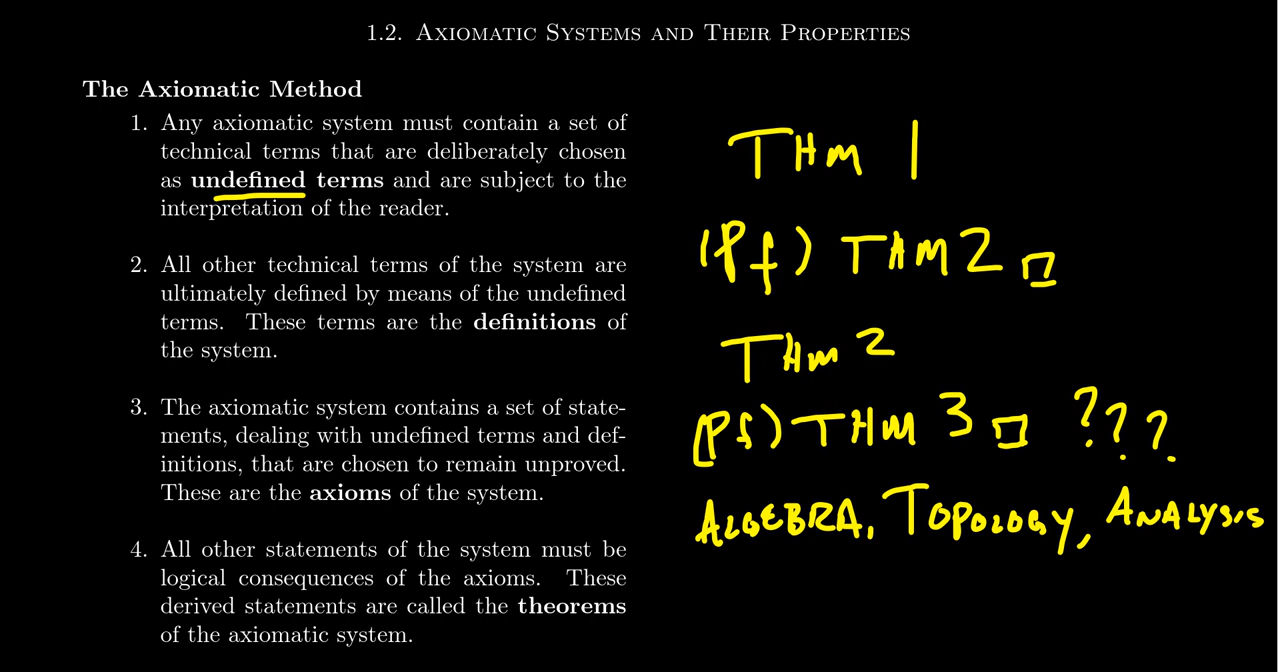 1.2. Axiomatic Systems and Their Properties
The Axiomatic Method
1. Any axiomatic system must contain a set of
technical terms that are deliberately chosen
as undefined terms and are subject to the
interpretation of the reader.
2. All other technical terms of the system are
ultimately defined by means of the undefined
terms. These terms are the definitions of
the system.
3. The axiomatic system contains a set of state-
ments, dealing with undefined terms and def-
initions, that are chosen to remain unproved.
These are the axioms of the system.
4. All other statements of the system must be
logical consequences of the axioms. These
derived statements are called the theorems
of the axiomatic system.
THm 1
(Pf) THM 2 □
THm 2
(Pf) THM 3 □ ???
ALGEBRA, TOPOLOGY, ANALYSIS